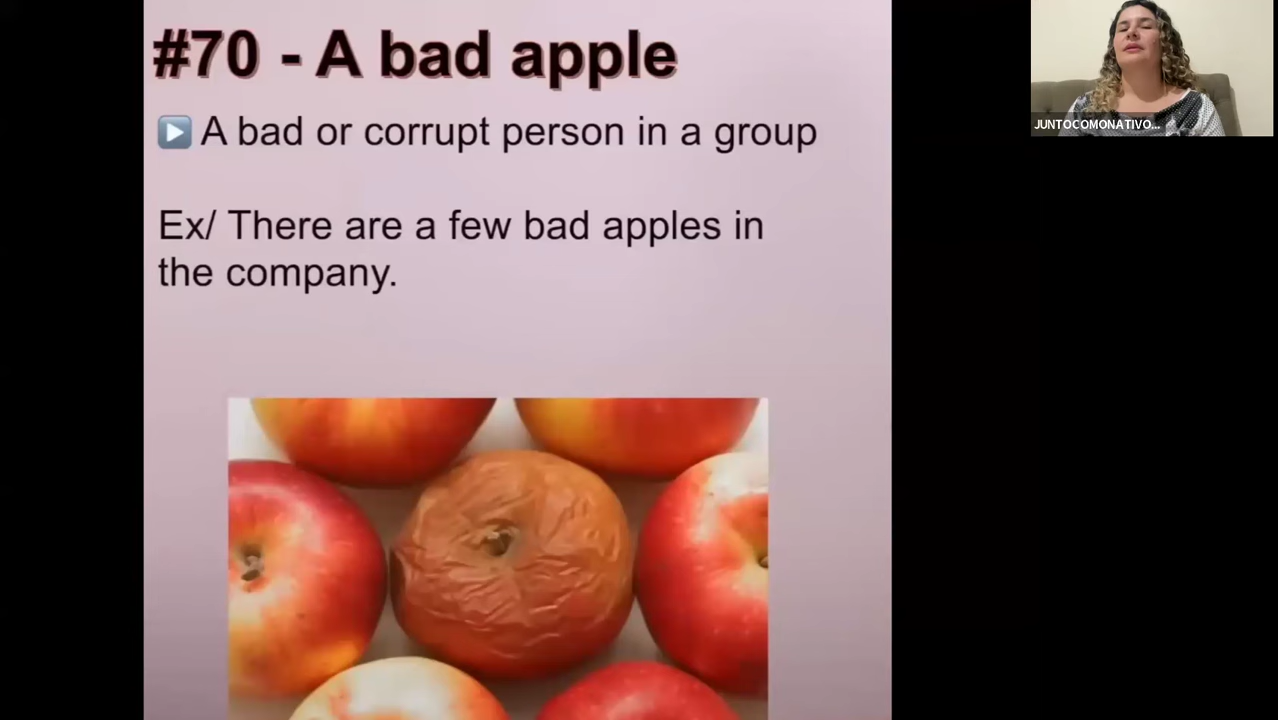 #70 - A bad apple
A bad or corrupt person in a group
Ex/ There are a few bad apples in
the company.
JUNTOCOMONATIVO...